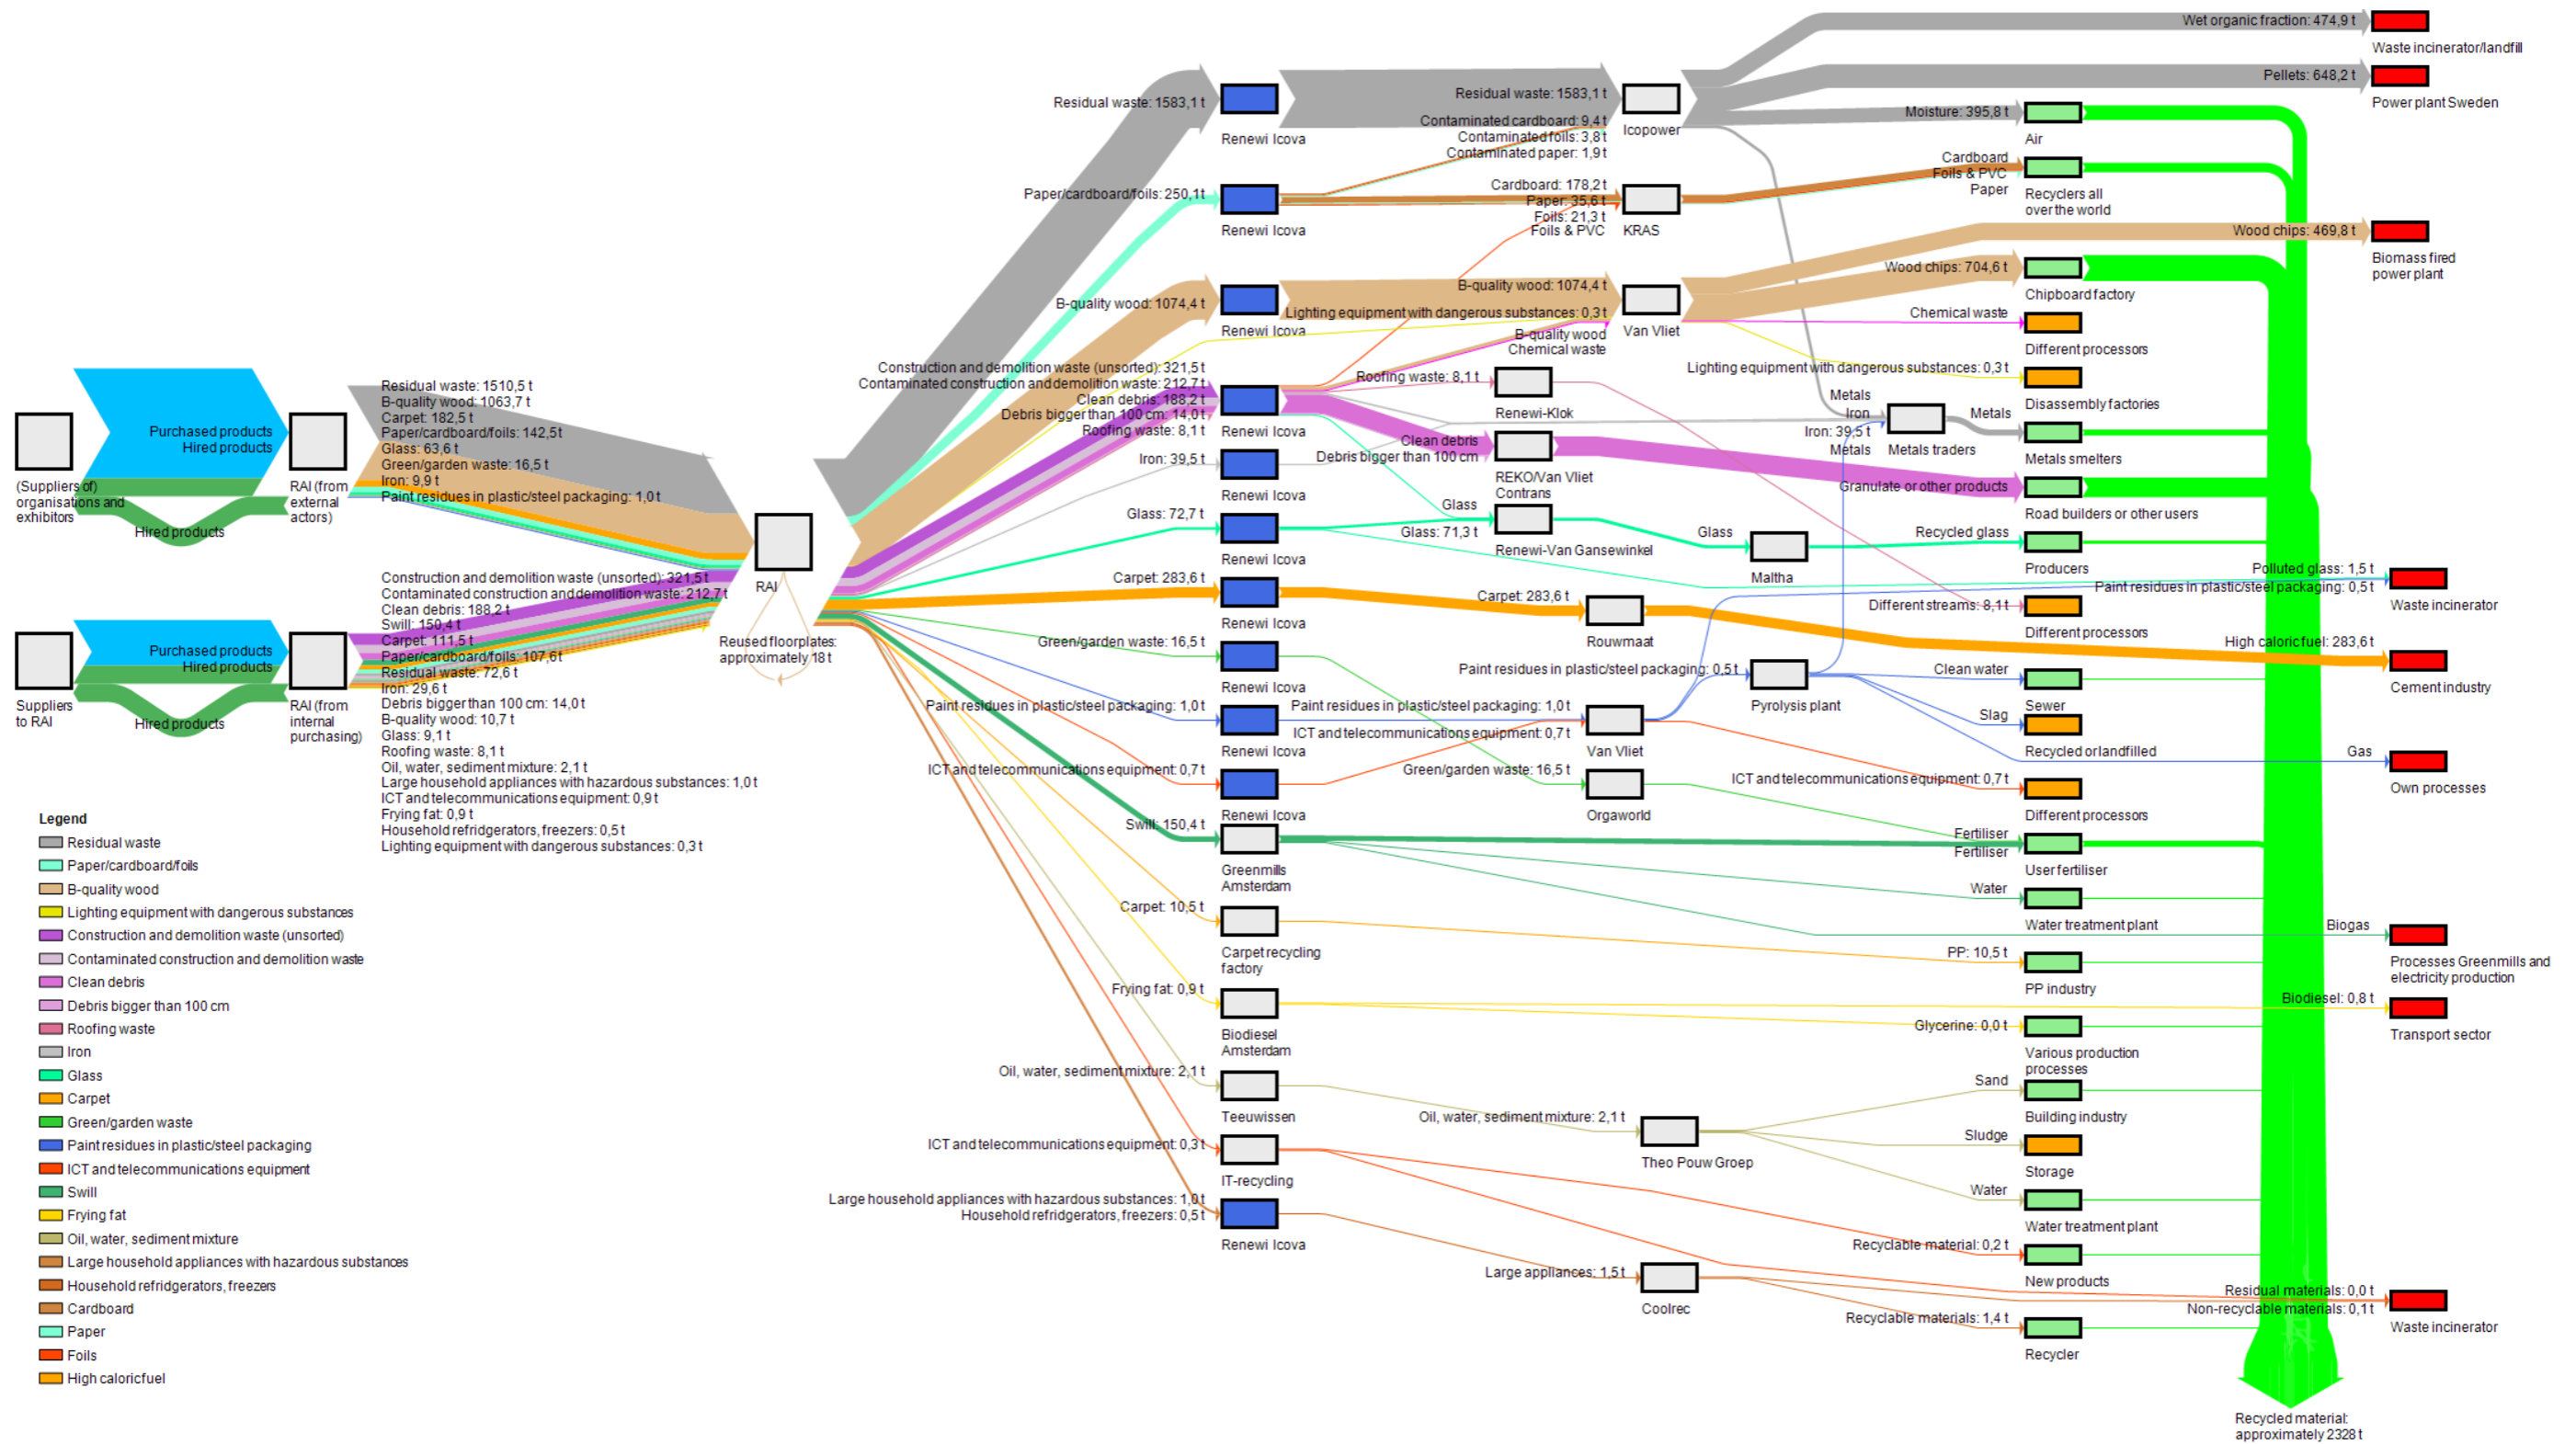 (Suppliers of)
organisations and
exhibitors
Purchased products
Hired products
Hired products
RAI (from
external
actors)
Suppliers
to RAI
Purchased products
Hired products
Hired products
RAI (from
internal
purchasing)
Residual waste: 1510,5 t
B-quality wood: 1063,7 t
Carpet: 182,5 t
Paper/cardboard/foils: 142,5t
Glass: 63,6 t
Green/garden waste: 16,5 t
Iron: 9,9 t
Paint residues in plastic/steel packaging: 1,0 t
Construction and demolition waste (unsorted): 321,5 t
Contaminated construction and demolition waste: 212,7 t
Clean debris: 188,2 t
Swill: 150,4 t
Carpet: 111,5 t
Paper/cardboard/foils: 107,6t
Residual waste: 72,6 t
Iron: 29,6 t
Debris bigger than 100 cm: 14,0 t
B-quality wood: 10,7 t
Glass: 9,1 t
Roofing waste: 8,1 t
Oil, water, sediment mixture: 2,1 t
Large household appliances with hazardous substances: 1,0 t
ICT and telecommunications equipment: 0,9 t
Frying fat: 0,9 t
Household refridgerators, freezers: 0,5 t
Lighting equipment with dangerous substances: 0,3 t
RAI
Reused floorplates:
approximately 18 t
Legend
Residual waste
Paper/cardboard/foils
B-quality wood
Lighting equipment with dangerous substances
Construction and demolition waste (unsorted)
Contaminated construction and demolition waste
Clean debris
Debris bigger than 100 cm
Roofing waste
Iron
Glass
Carpet
Green/garden waste
Paint residues in plastic/steel packaging
ICT and telecommunications equipment
Swill
Frying fat
Oil, water, sediment mixture
Large household appliances with hazardous substances
Household refridgerators, freezers
Cardboard
Paper
Foils
High caloric fuel
Residual waste: 1583,1 t
Renewi Icova
Paper/cardboard/foils: 250,1t
Renewi Icova
B-quality wood: 1074,4 t
Renewi Icova
Construction and demolition waste (unsorted): 321,5 t
Contaminated construction and demolition waste: 212,7 t
Clean debris: 188,2 t
Debris bigger than 100 cm: 14,0 t
Roofing waste: 8,1 t
Renewi Icova
Iron: 39,5 t
Renewi Icova
Glass: 72,7 t
Renewi Icova
Carpet: 283,6 t
Renewi Icova
Green/garden waste: 16,5 t
Renewi Icova
Paint residues in plastic/steel packaging: 1,0 t
Renewi Icova
ICT and telecommunications equipment: 0,7 t
Renewi Icova
Swill: 150,4 t
Greenmills
Amsterdam
Carpet: 10,5 t
Carpet recycling
factory
Frying fat: 0,9 t
Biodiesel
Amsterdam
Oil, water, sediment mixture: 2,1 t
Teeuwissen
ICT and telecommunications equipment: 0,3 t
IT-recycling
Large household appliances with hazardous substances: 1,0 t
Household refridgerators, freezers: 0,5 t
Renewi Icova
Residual waste: 1583,1 t
Contaminated cardboard: 9,4 t
Contaminated foils: 3,8 t
Contaminated paper: 1,9 t
Icopower
Cardboard: 178,2 t
Paper: 35,6 t
Foils: 21,3 t
Foils & PVC
KRAS
B-quality wood: 1074,4 t
Lighting equipment with dangerous substances: 0,3 t
B-quality wood
Chemical waste
Van Vliet
Roofing waste: 8,1 t
Renewi-Klok
Clean debris
Debris bigger than 100 cm
REKO/Van Vliet
Contrans
Glass
Glass: 71,3 t
Renewi-Van Gansewinkel
Glass
Maltha
Carpet: 283,6 t
Rouwmaat
Paint residues in plastic/steel packaging: 0,5 t
Pyrolysis plant
Paint residues in plastic/steel packaging: 1,0 t
ICT and telecommunications equipment: 0,7 t
Van Vliet
Green/garden waste: 16,5 t
Orgaworld
Oil, water, sediment mixture: 2,1 t
Theo Pouw Groep
Large appliances: 1,5 t
Coolrec
Metals
Iron
Iron: 39,5 t
Metals
Metals traders
Moisture: 395,8 t
Air
Cardboard
Foils & PVC
Paper
Recyclers all
over the world
Wood chips: 704,6 t
Chipboard factory
Chemical waste
Different processors
Lighting equipment with dangerous substances: 0,3 t
Disassembly factories
Metals
Metals smelters
Granulate or other products
Road builders or other users
Recycled glass
Producers
Different streams: 8,1 t
Different processors
Clean water
Sewer
Slag
Recycled or landfilled
ICT and telecommunications equipment: 0,7 t
Different processors
Fertiliser
Fertiliser
User fertiliser
Water
Water treatment plant
PP: 10,5 t
PP industry
Glycerine: 0,0 t
Various production
processes
Sand
Building industry
Sludge
Storage
Water
Water treatment plant
Recyclable material: 0,2 t
New products
Recyclable materials: 1,4 t
Recycler
Wet organic fraction: 474,9 t
Waste incinerator/landfill
Pellets: 648,2 t
Power plant Sweden
Wood chips: 469,8 t
Biomass fired
power plant
Polluted glass: 1,5 t
Paint residues in plastic/steel packaging: 0,5 t
Waste incinerator
High caloric fuel: 283,6 t
Cement industry
Gas
Own processes
Biogas
Processes Greenmills and
electricity production
Biodiesel: 0,8 t
Transport sector
Residual materials: 0,0 t
Non-recyclable materials: 0,1 t
Waste incinerator
Recycled material:
approximately 2328 t